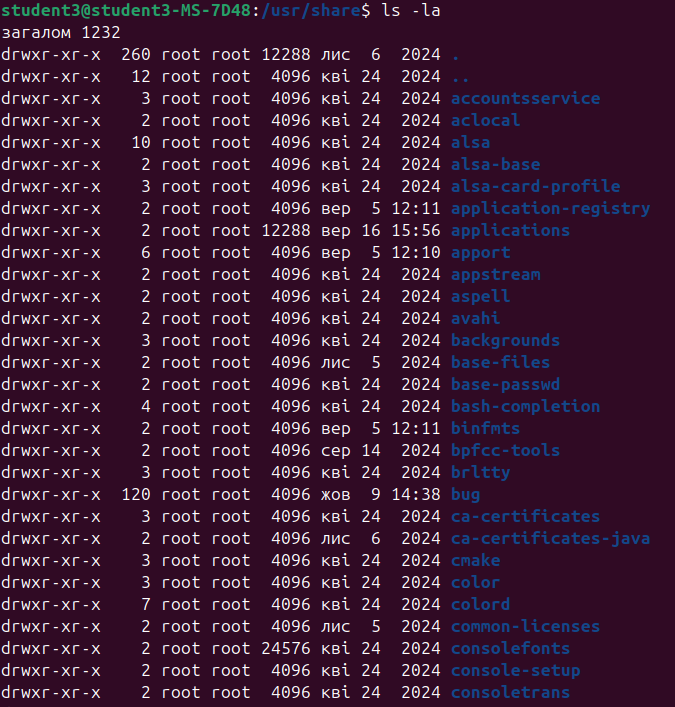 student3@student3-MS-7D48:/usr/share$ ls -la
загалом 1232
drwxr-xr-x  260 root root 12288 лис  6  2024 .
drwxr-xr-x   12 root root  4096 кві 24  2024 ..
drwxr-xr-x    3 root root  4096 кві 24  2024 accountsservice
drwxr-xr-x    2 root root  4096 кві 24  2024 aclocal
drwxr-xr-x   10 root root  4096 кві 24  2024 alsa
drwxr-xr-x    2 root root  4096 кві 24  2024 alsa-base
drwxr-xr-x    3 root root  4096 кві 24  2024 alsa-card-profile
drwxr-xr-x    2 root root  4096 вер  5 12:11 application-registry
drwxr-xr-x    2 root root 12288 вер 16 15:56 applications
drwxr-xr-x    6 root root  4096 вер  5 12:10 apport
drwxr-xr-x    2 root root  4096 кві 24  2024 appstream
drwxr-xr-x    2 root root  4096 кві 24  2024 aspell
drwxr-xr-x    2 root root  4096 кві 24  2024 avahi
drwxr-xr-x    3 root root  4096 кві 24  2024 backgrounds
drwxr-xr-x    2 root root  4096 лис  5  2024 base-files
drwxr-xr-x    2 root root  4096 кві 24  2024 base-passwd
drwxr-xr-x    4 root root  4096 кві 24  2024 bash-completion
drwxr-xr-x    2 root root  4096 вер  5 12:11 binfmts
drwxr-xr-x    2 root root  4096 сер 14  2024 bpfcc-tools
drwxr-xr-x    3 root root  4096 кві 24  2024 brltty
drwxr-xr-x  120 root root  4096 жов  9 14:38 bug
drwxr-xr-x    3 root root  4096 кві 24  2024 ca-certificates
drwxr-xr-x    2 root root  4096 лис  6  2024 ca-certificates-java
drwxr-xr-x    3 root root  4096 кві 24  2024 cmake
drwxr-xr-x    3 root root  4096 кві 24  2024 color
drwxr-xr-x    7 root root  4096 кві 24  2024 colord
drwxr-xr-x    2 root root  4096 лис  5  2024 common-licenses
drwxr-xr-x    2 root root 24576 кві 24  2024 consolefonts
drwxr-xr-x    2 root root  4096 кві 24  2024 console-setup
drwxr-xr-x    2 root root  4096 кві 24  2024 consoletrans